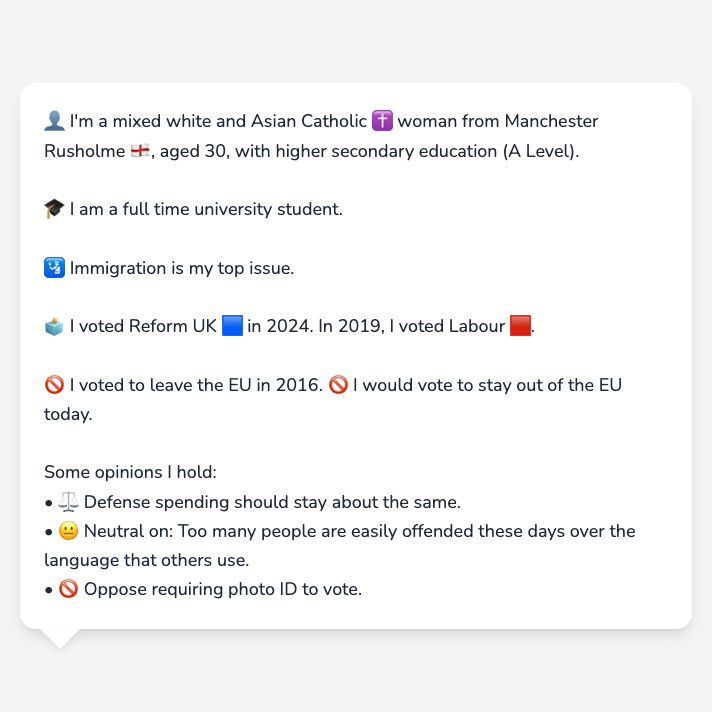 👤 I'm a mixed white and Asian Catholic ✝️ woman from Manchester
Rusholme 🏴󠁧󠁢󠁥󠁮󠁧󠁿, aged 30, with higher secondary education (A Level).
🎓 I am a full time university student.
🛂 Immigration is my top issue.
🗳️ I voted Reform UK 🟦 in 2024. In 2019, I voted Labour 🟥.
🚫 I voted to leave the EU in 2016. 🚫 I would vote to stay out of the EU
today.
Some opinions I hold:
• ⚖️ Defense spending should stay about the same.
• 😐 Neutral on: Too many people are easily offended these days over the
language that others use.
• 🚫 Oppose requiring photo ID to vote.